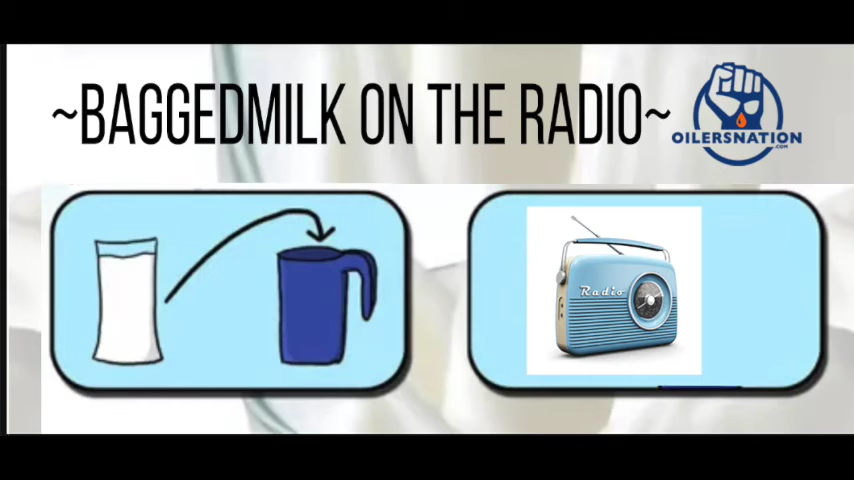 ~BAGGEDMILK ON THE RADIO~
OILERSNATION
.COM
Radio